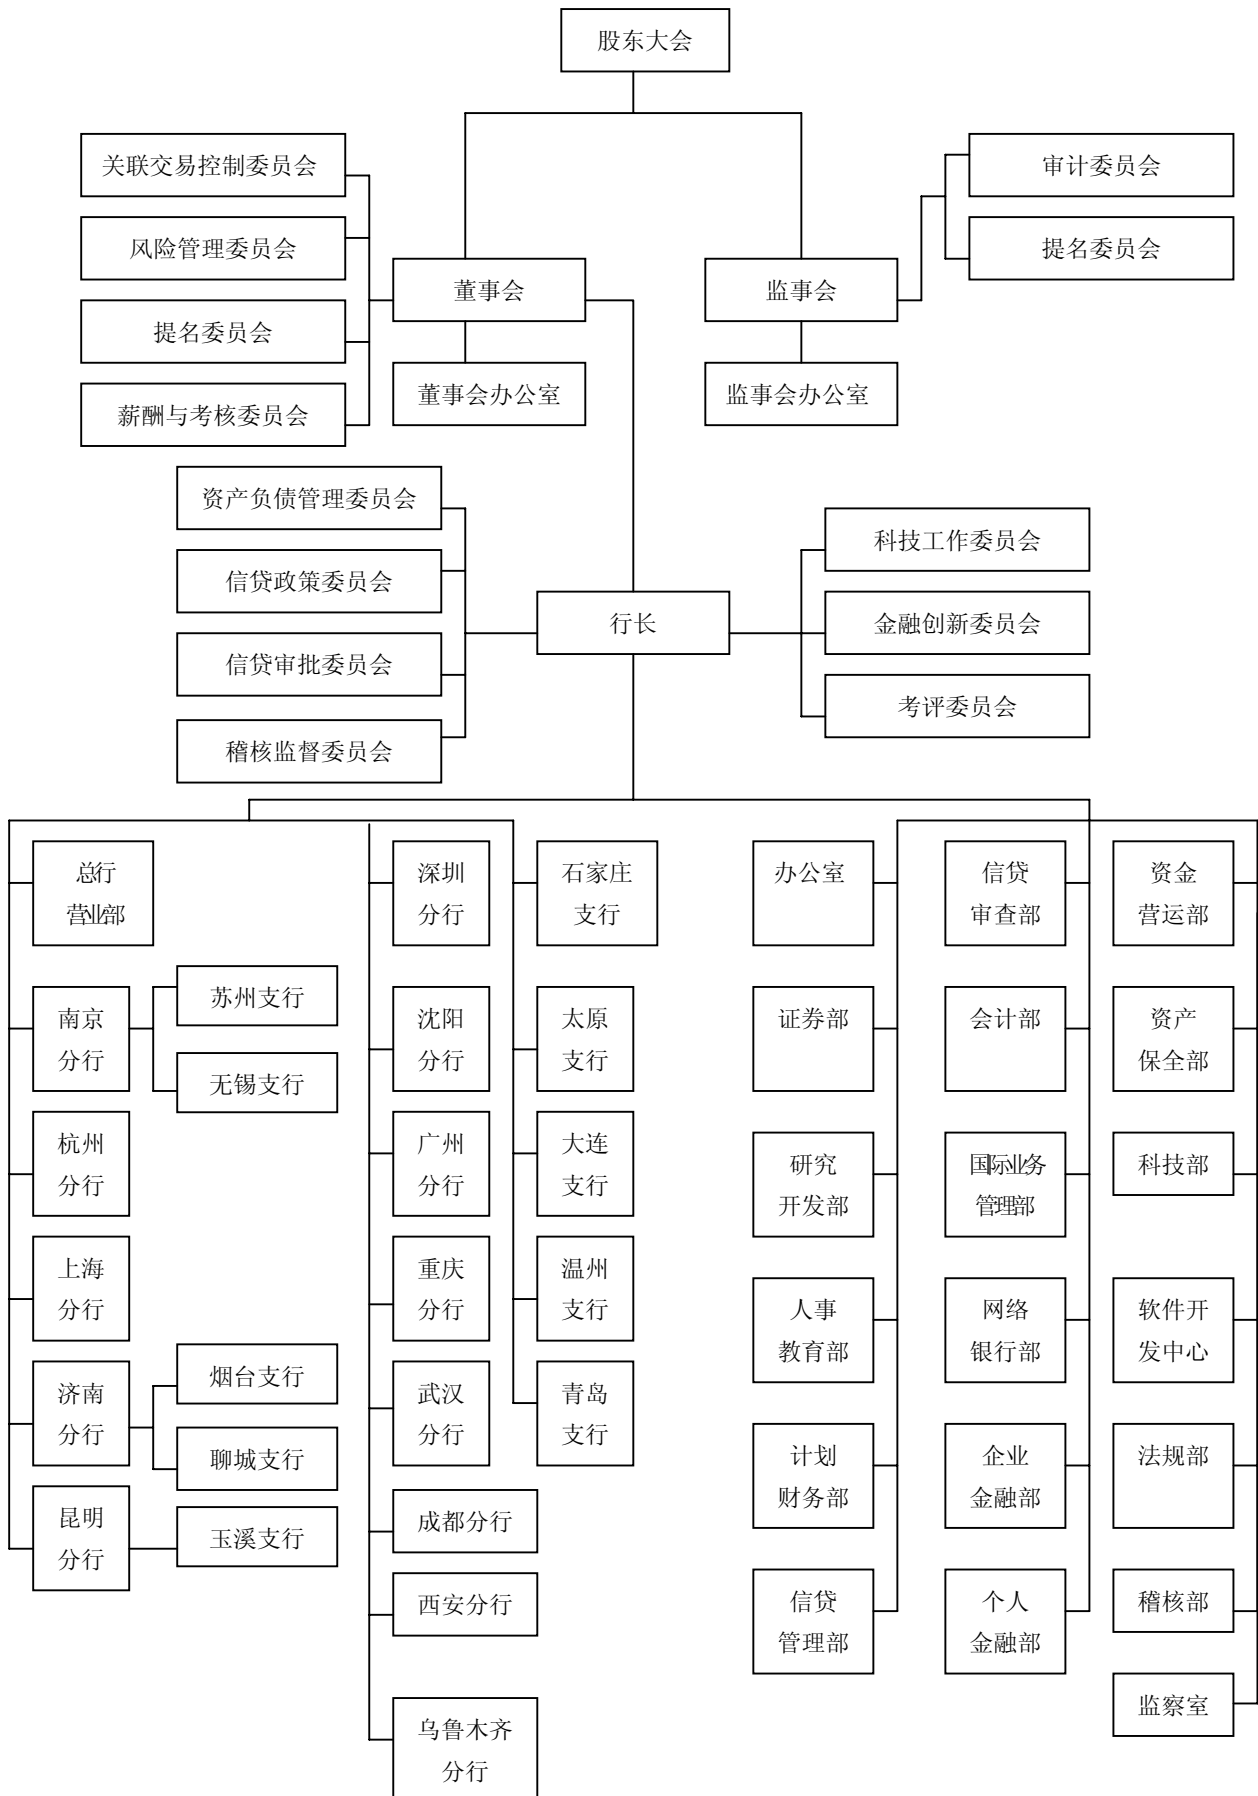 股东大会
关联交易控制委员会
审计委员会
风险管理委员会
提名委员会
董事会
监事会
提名委员会
董事会办公室
监事会办公室
薪酬与考核委员会
资产负债管理委员会
科技工作委员会
信贷政策委员会
行长
金融创新委员会
信贷审批委员会
考评委员会
稽核监督委员会
总行
营业部
南京
分行
苏州支行
无锡支行
杭州
分行
上海
分行
济南
分行
烟台支行
聊城支行
昆明
分行
玉溪支行
深圳
分行
沈阳
分行
广州
分行
重庆
分行
武汉
分行
成都分行
西安分行
乌鲁木齐
分行
石家庄
支行
太原
支行
大连
支行
温州
支行
青岛
支行
办公室
证券部
研究
开发部
人事
教育部
计划
财务部
信贷
管理部
信贷
审查部
会计部
国际业务
管理部
网络
银行部
企业
金融部
个人
金融部
资金
营运部
资产
保全部
科技部
软件开
发中心
法规部
稽核部
监察室